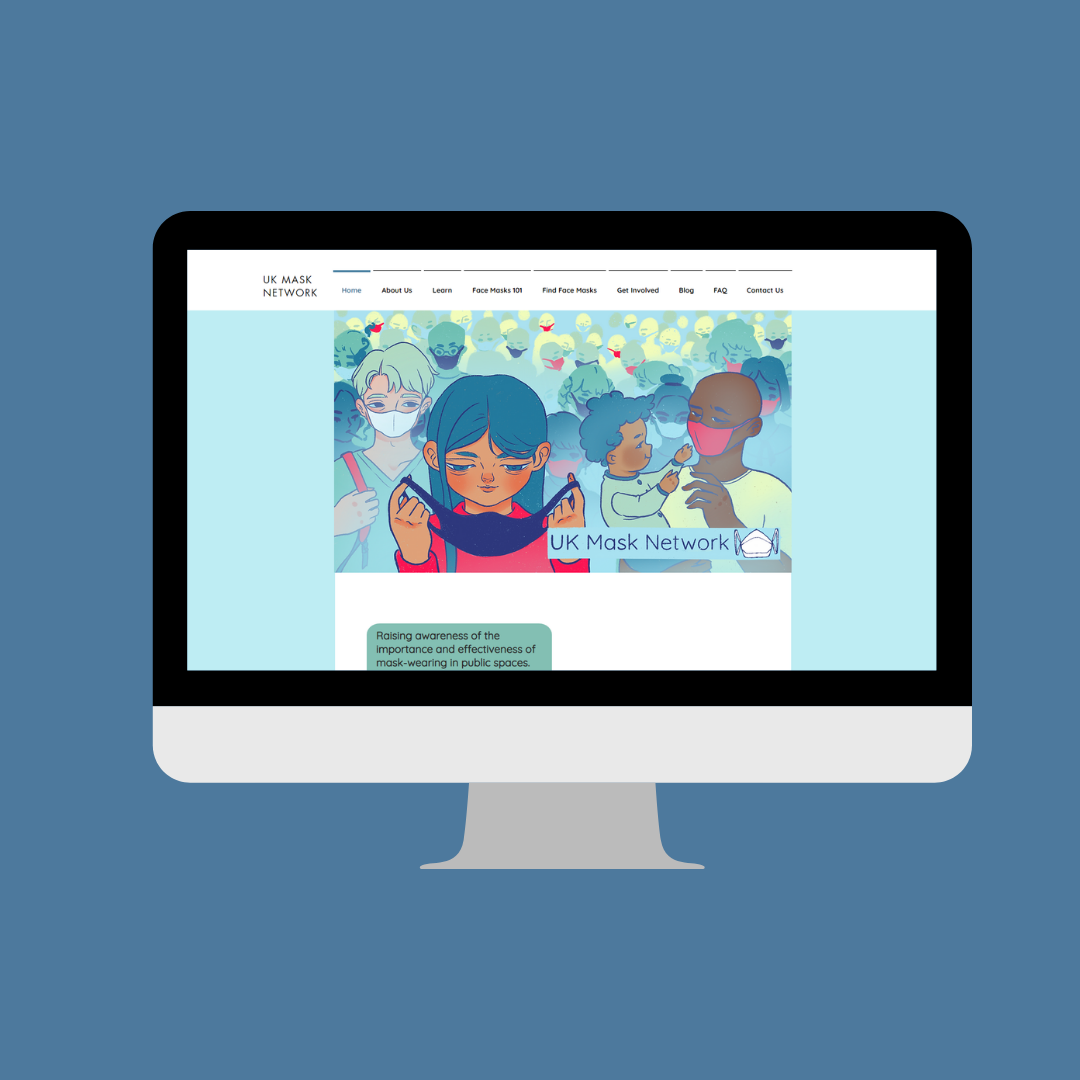 UK MASK
NETWORK
Home About Us Learn Face Masks 101 Find Face Masks Get Involved Blog FAQ Contact Us
UK Mask Network
Raising awareness of the
importance and effectiveness of
mask-wearing in public spaces.